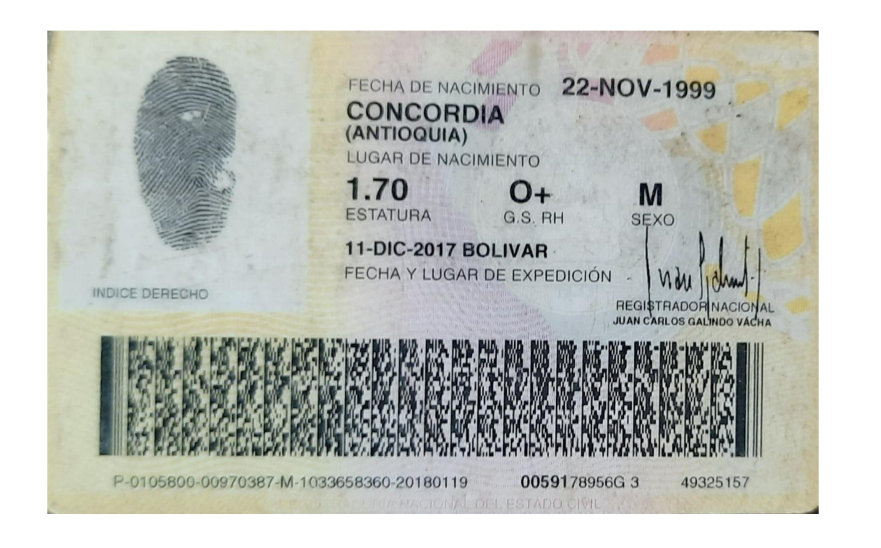 FECHA DE NACIMIENTO 22-NOV-1999
CONCORDIA
(ANTIOQUIA)
LUGAR DE NACIMIENTO
1.70 O+ M
ESTATURA G.S. RH SEXO
11-DIC-2017 BOLIVAR
FECHA Y LUGAR DE EXPEDICIÓN
INDICE DERECHO
REGISTRADOR NACIONAL
JUAN CARLOS GALINDO VÁCHA
P-0105800-00970387-M-1033658360-20180119 0059178956G 3 49325157
NACIONAL DEL ESTADO CIVIL